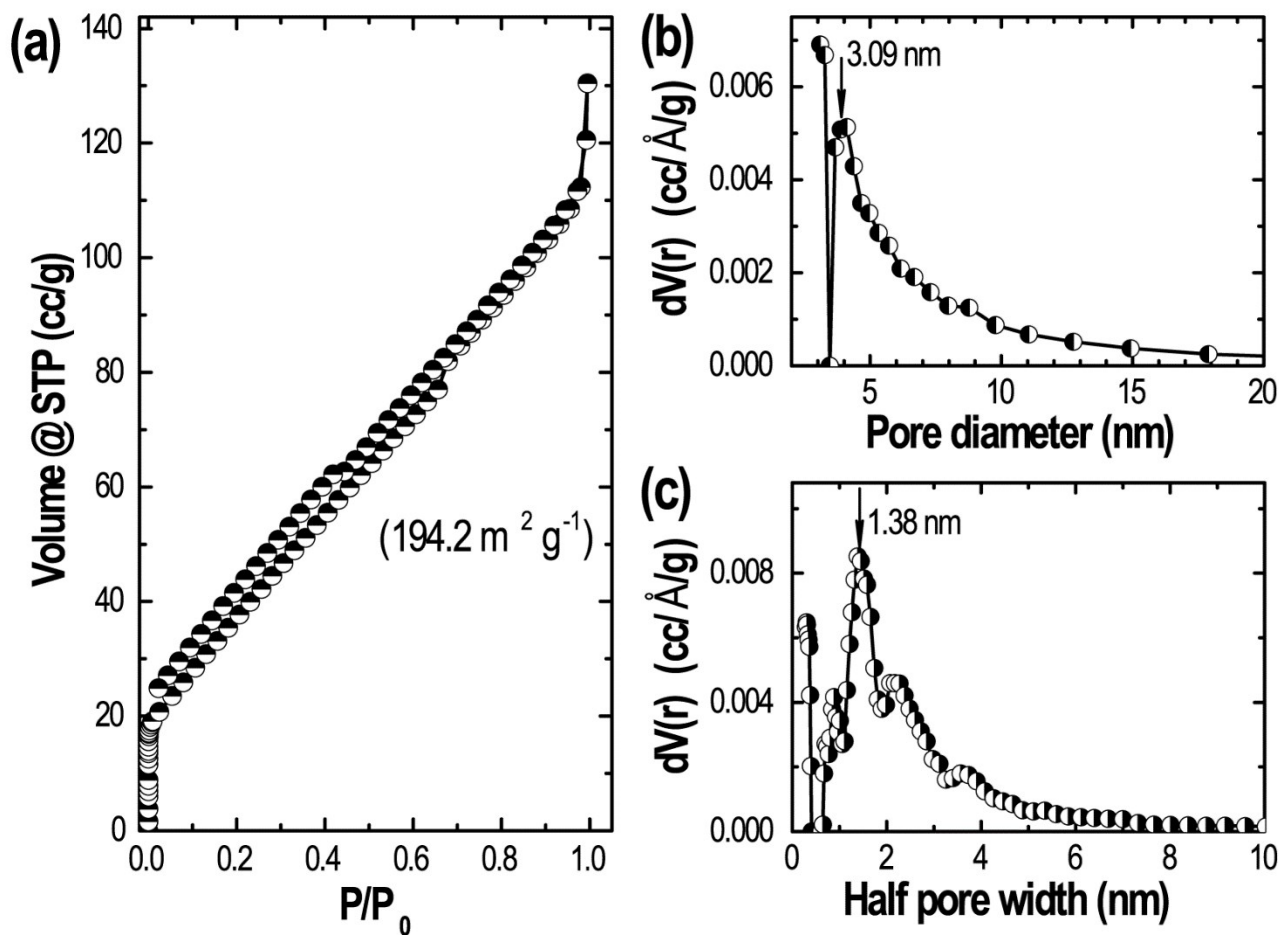 (a)
140
120
100
80
60
40
20
0
Volume @ STP (cc/g)
0.0 0.2 0.4 0.6 0.8 1.0
P/P₀
(194.2 m² g⁻¹)
(b)
3.09 nm
0.006
0.004
0.002
0.000
dV(r) (cc/Å/g)
5 10 15 20
Pore diameter (nm)
(c)
1.38 nm
0.008
0.004
0.000
dV(r) (cc/Å/g)
0 2 4 6 8 10
Half pore width (nm)